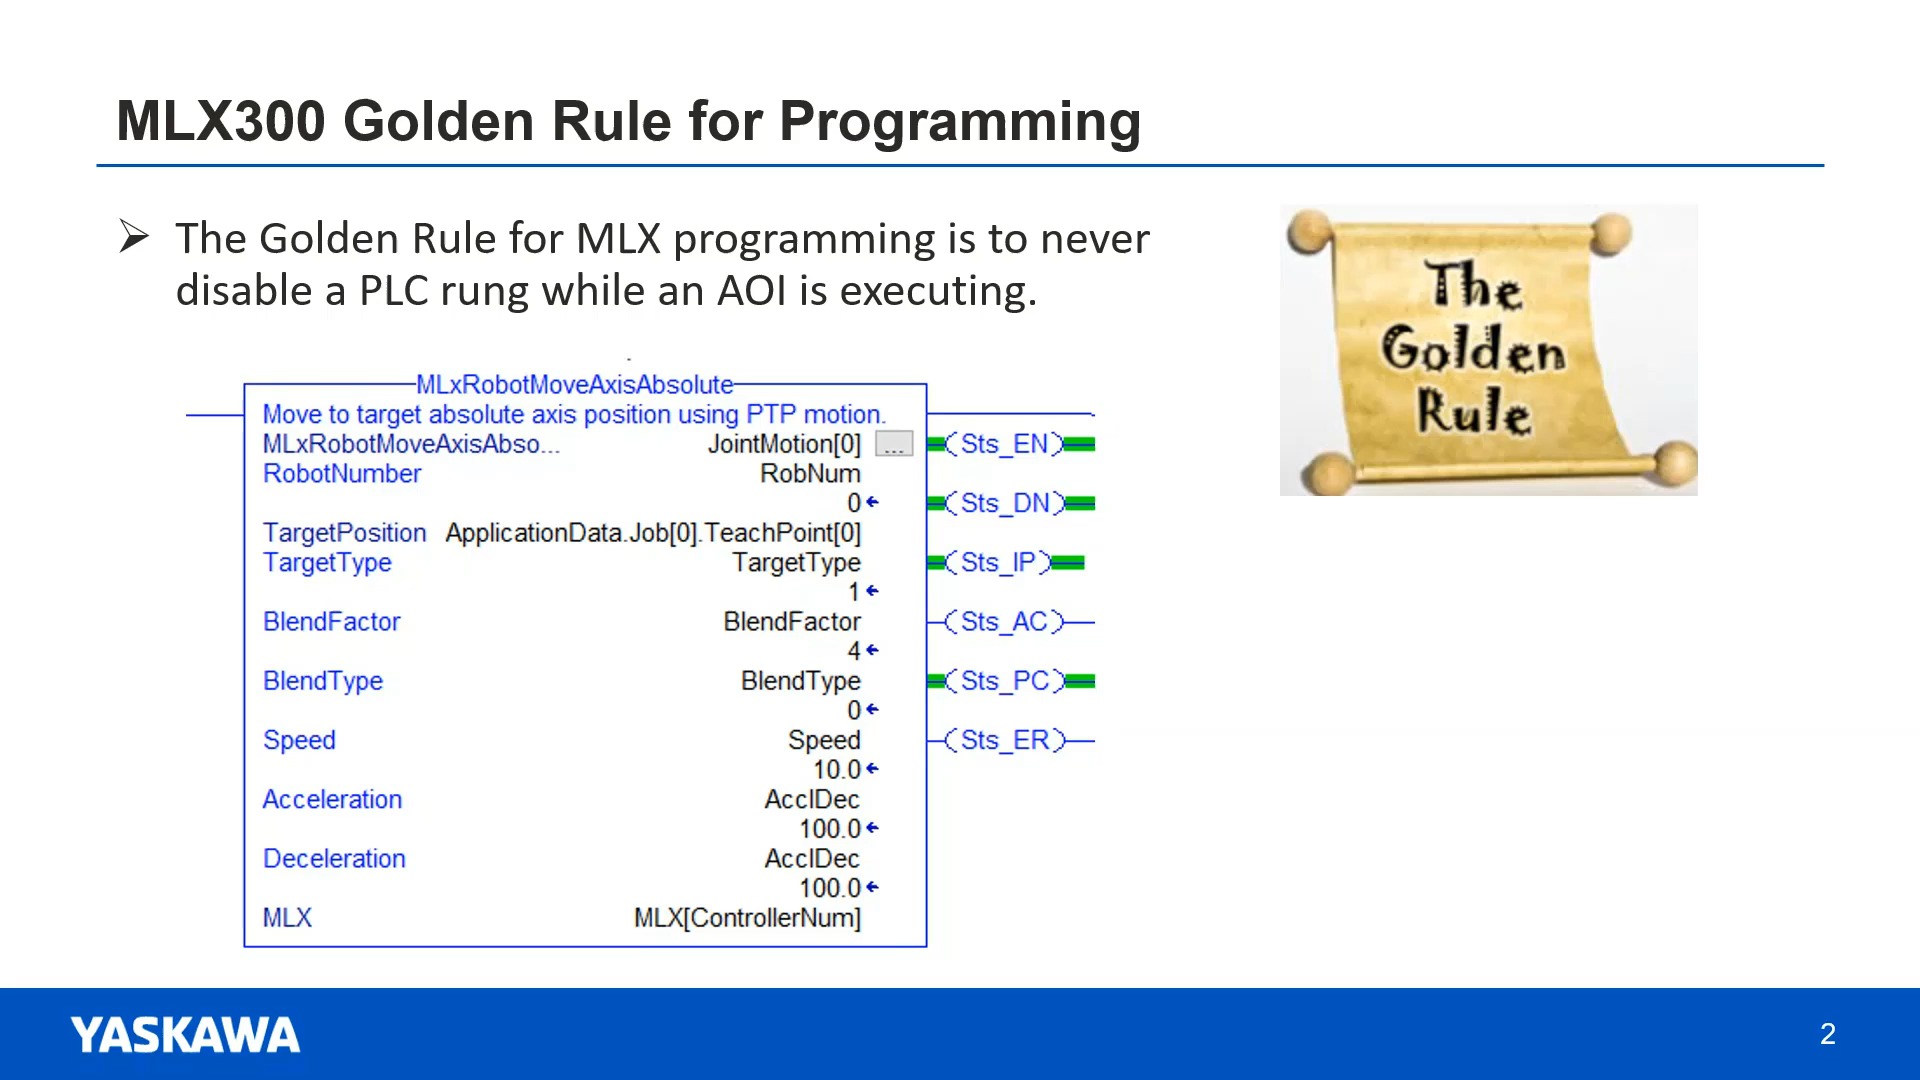 MLX300 Golden Rule for Programming
The Golden Rule for MLX programming is to never
disable a PLC rung while an AOI is executing.
The
Golden
Rule
MLxRobotMoveAxisAbsolute
Move to target absolute axis position using PTP motion.
MLxRobotMoveAxisAbso... JointMotion[0] ... Sts_EN
RobotNumber RobNum
0 Sts_DN
TargetPosition ApplicationData.Job[0].TeachPoint[0]
TargetType TargetType Sts_IP
1
BlendFactor BlendFactor Sts_AC
4
BlendType BlendType Sts_PC
0
Speed Speed Sts_ER
10.0
Acceleration AcclDec
100.0
Deceleration AcclDec
100.0
MLX MLX[ControllerNum]
YASKAWA
2